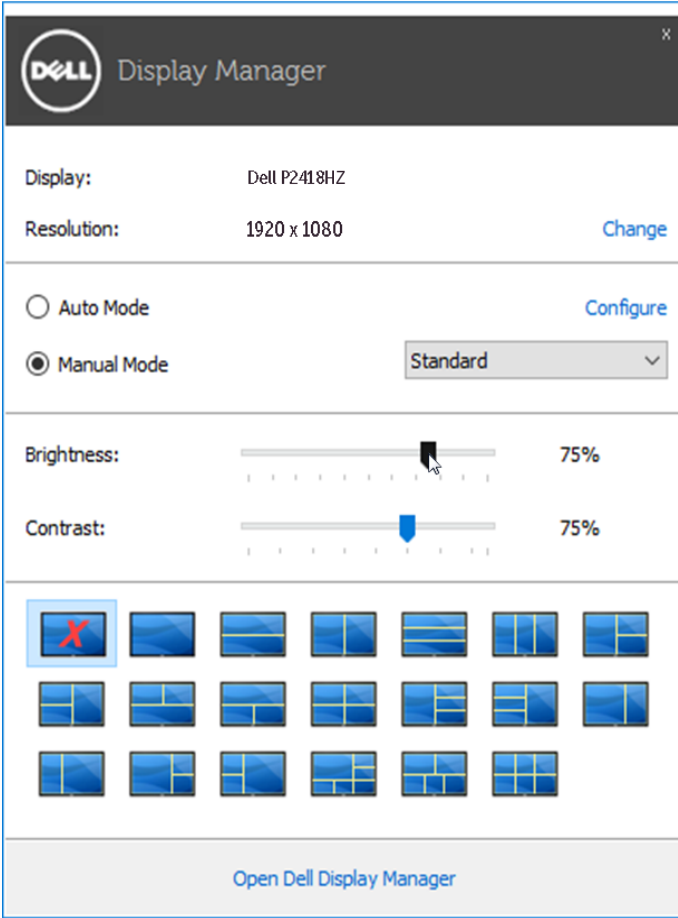 X
DELL Display Manager
Display: Dell P2418HZ
Resolution: 1920 x 1080 Change
Auto Mode Configure
Manual Mode Standard
Brightness: 75%
Contrast: 75%
X
Open Dell Display Manager